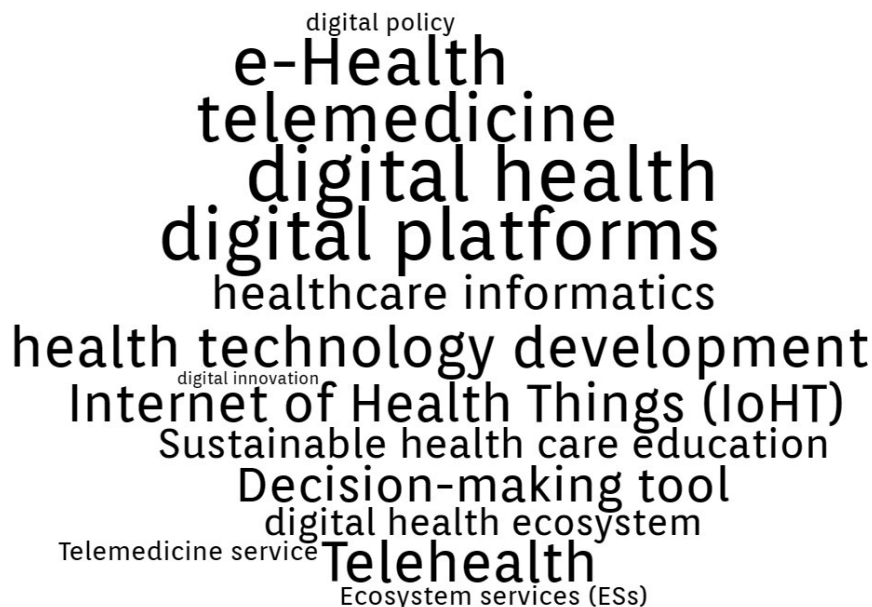 digital policy
e-Health
telemedicine
digital health
digital platforms
healthcare informatics
health technology development
digital innovation
Internet of Health Things (IoHT)
Sustainable health care education
Decision-making tool
digital health ecosystem
Telemedicine service
Telehealth
Ecosystem services (ESs)